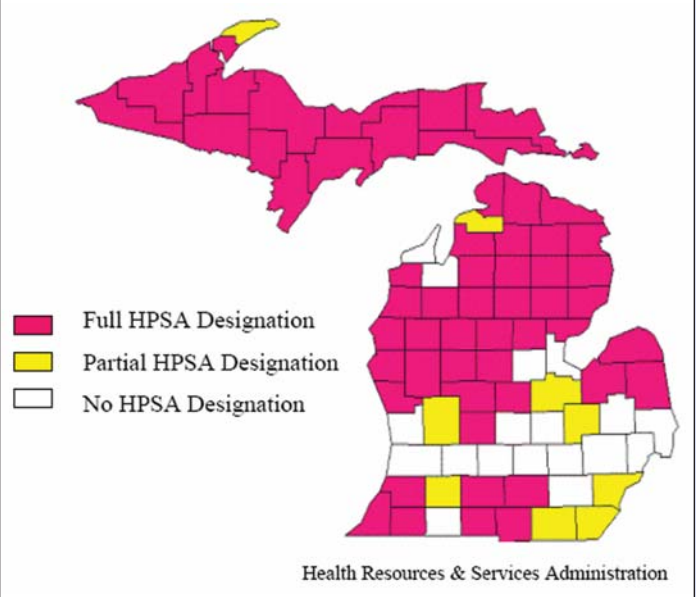 Full HPSA Designation
Partial HPSA Designation
No HPSA Designation
Health Resources & Services Administration